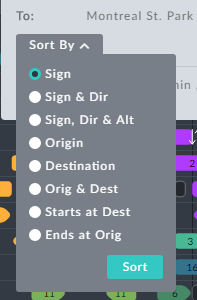 To: Montreal St. Park
Sort By
Sign
Sign & Dir
Sign, Dir & Alt
Origin
Destination
Orig & Dest
Starts at Dest
Ends at Orig
Sort
2
3
16
11
11
6